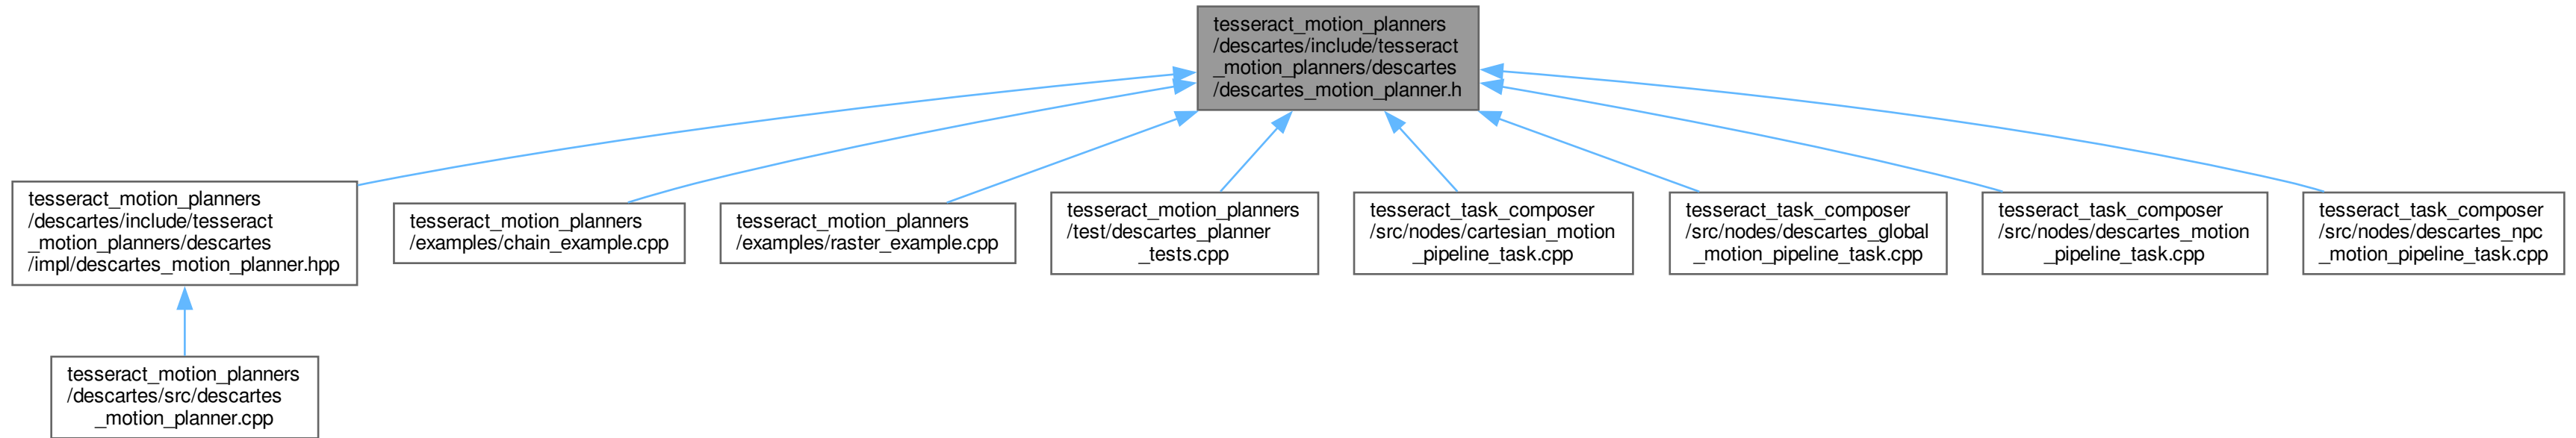 tesseract_motion_planners
/descartes/include/tesseract
_motion_planners/descartes
/descartes_motion_planner.h
tesseract_motion_planners
/descartes/include/tesseract
_motion_planners/descartes
/impl/descartes_motion_planner.hpp
tesseract_motion_planners
/examples/chain_example.cpp
tesseract_motion_planners
/examples/raster_example.cpp
tesseract_motion_planners
/test/descartes_planner
_tests.cpp
tesseract_task_composer
/src/nodes/cartesian_motion
_pipeline_task.cpp
tesseract_task_composer
/src/nodes/descartes_global
_motion_pipeline_task.cpp
tesseract_task_composer
/src/nodes/descartes_motion
_pipeline_task.cpp
tesseract_task_composer
/src/nodes/descartes_npc
_motion_pipeline_task.cpp
tesseract_motion_planners
/descartes/src/descartes
_motion_planner.cpp